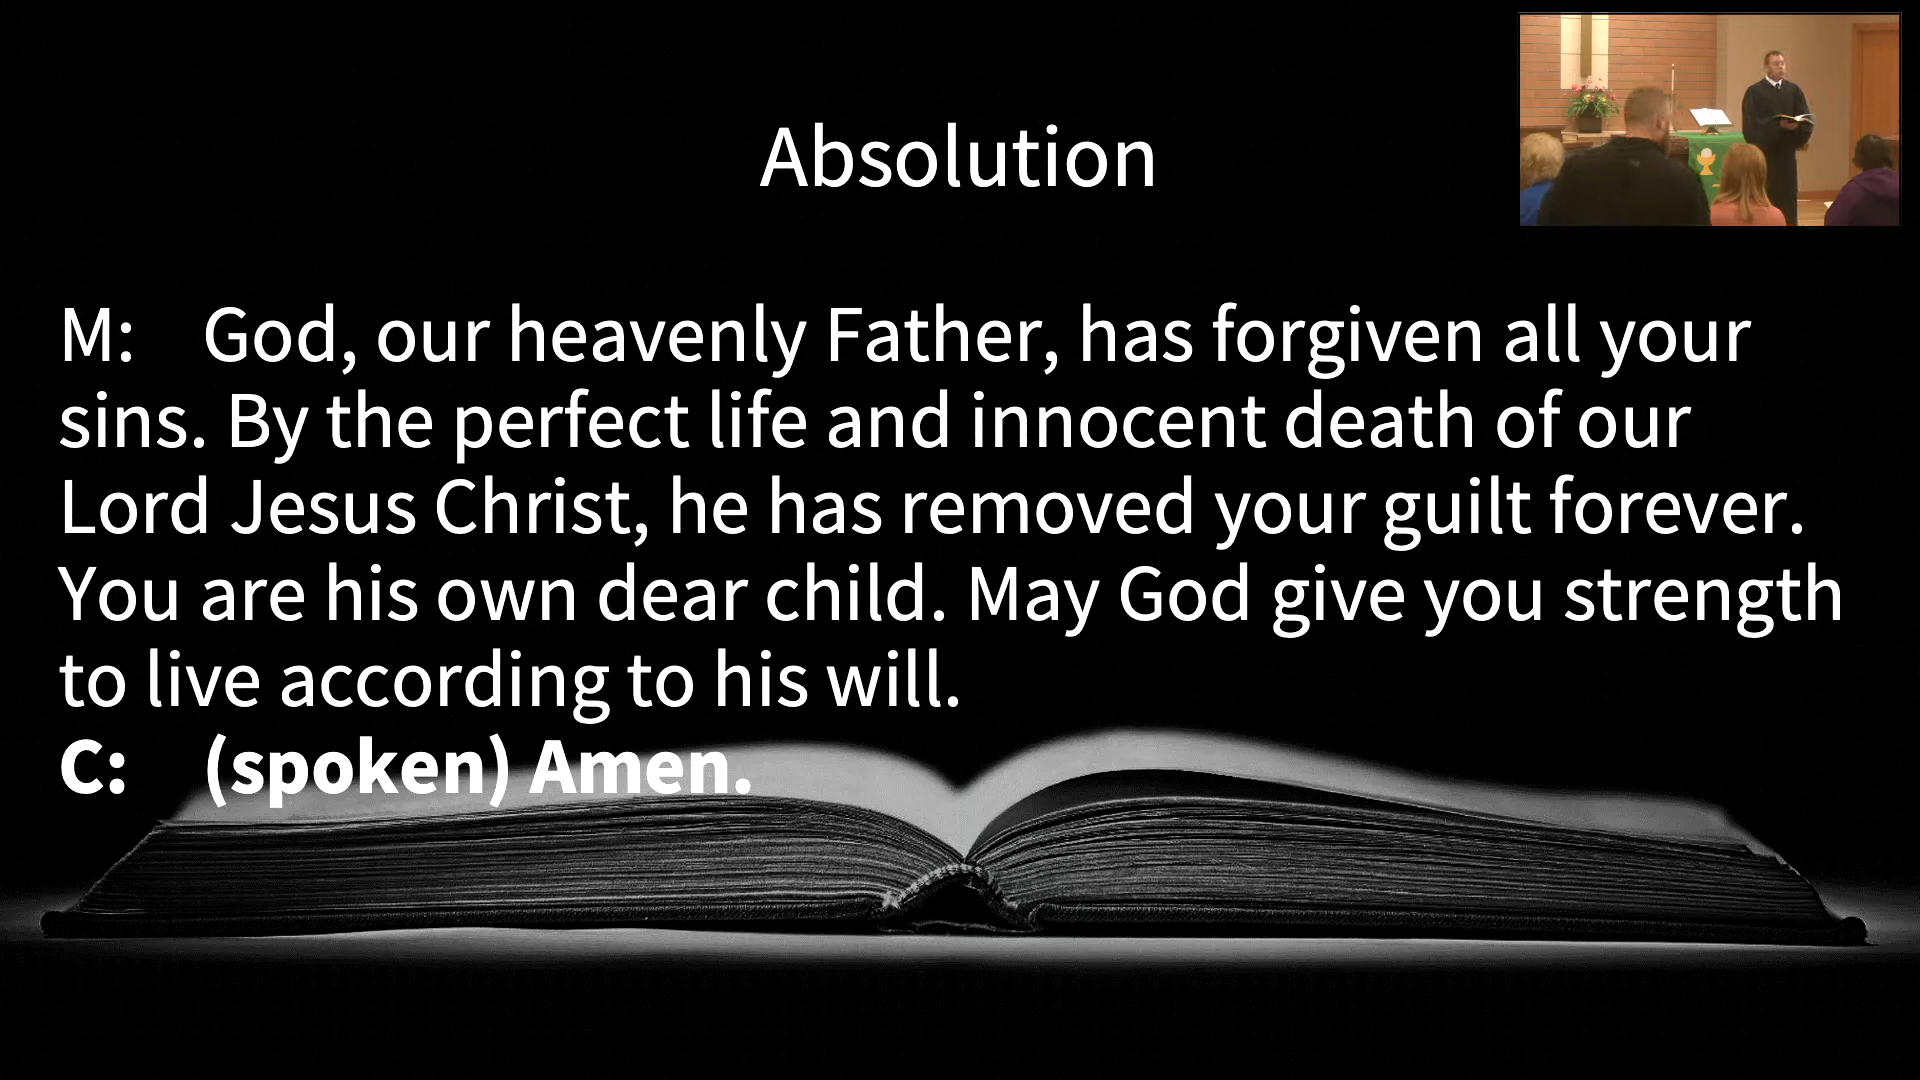 Absolution
M: God, our heavenly Father, has forgiven all your
sins. By the perfect life and innocent death of our
Lord Jesus Christ, he has removed your guilt forever.
You are his own dear child. May God give you strength
to live according to his will.
C: (spoken) Amen.